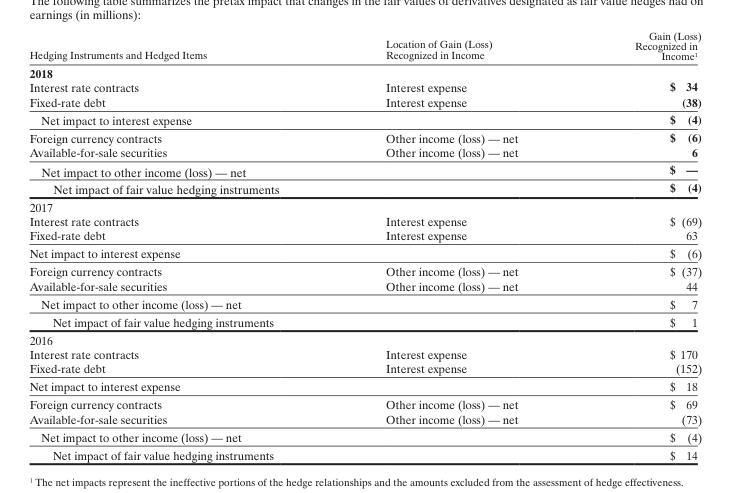 The following table summarizes the pretax impact that changes in the fair values of derivatives designated as fair value hedges had on
earnings (in millions):
Hedging Instruments and Hedged Items Location of Gain (Loss) Recognized in Income Gain (Loss) Recognized in Income¹
2018
Interest rate contracts Interest expense $ 34
Fixed-rate debt Interest expense (38)
Net impact to interest expense $ (4)
Foreign currency contracts Other income (loss) — net $ (6)
Available-for-sale securities Other income (loss) — net 6
Net impact to other income (loss) — net $ —
Net impact of fair value hedging instruments $ (4)
2017
Interest rate contracts Interest expense $ (69)
Fixed-rate debt Interest expense 63
Net impact to interest expense $ (6)
Foreign currency contracts Other income (loss) — net $ (37)
Available-for-sale securities Other income (loss) — net 44
Net impact to other income (loss) — net $ 7
Net impact of fair value hedging instruments $ 1
2016
Interest rate contracts Interest expense $ 170
Fixed-rate debt Interest expense (152)
Net impact to interest expense $ 18
Foreign currency contracts Other income (loss) — net $ 69
Available-for-sale securities Other income (loss) — net (73)
Net impact to other income (loss) — net $ (4)
Net impact of fair value hedging instruments $ 14
¹ The net impacts represent the ineffective portions of the hedge relationships and the amounts excluded from the assessment of hedge effectiveness.